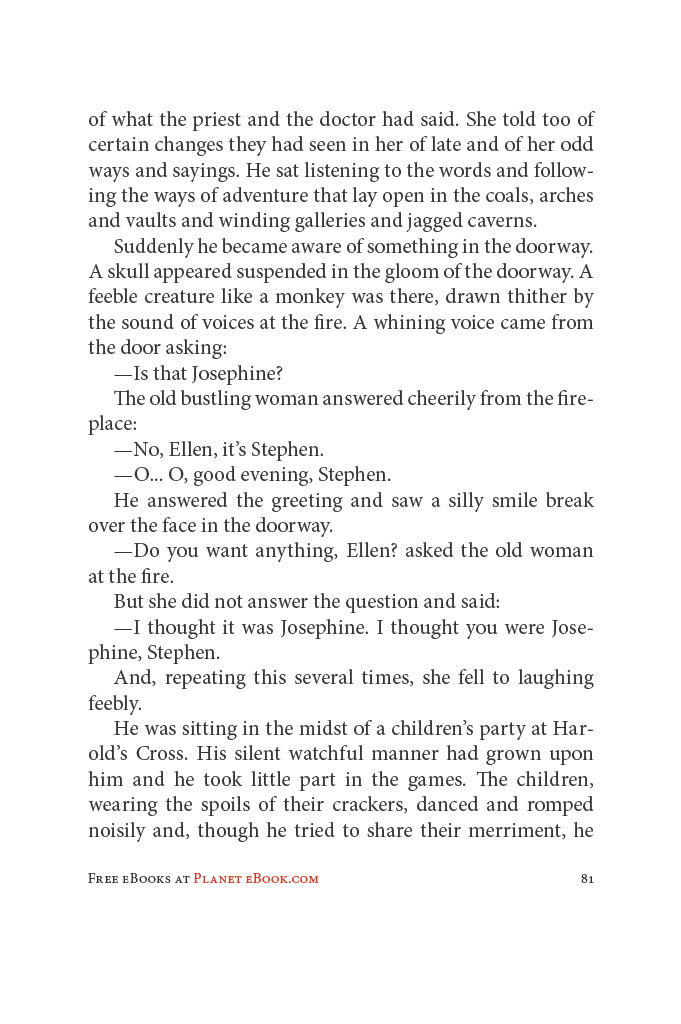 of what the priest and the doctor had said. She told too of
certain changes they had seen in her of late and of her odd
ways and sayings. He sat listening to the words and follow-
ing the ways of adventure that lay open in the coals, arches
and vaults and winding galleries and jagged caverns.
Suddenly he became aware of something in the doorway.
A skull appeared suspended in the gloom of the doorway. A
feeble creature like a monkey was there, drawn thither by
the sound of voices at the fire. A whining voice came from
the door asking:
—Is that Josephine?
The old bustling woman answered cheerily from the fire-
place:
—No, Ellen, it’s Stephen.
—O... O, good evening, Stephen.
He answered the greeting and saw a silly smile break
over the face in the doorway.
—Do you want anything, Ellen? asked the old woman
at the fire.
But she did not answer the question and said:
—I thought it was Josephine. I thought you were Jose-
phine, Stephen.
And, repeating this several times, she fell to laughing
feebly.
He was sitting in the midst of a children’s party at Har-
old’s Cross. His silent watchful manner had grown upon
him and he took little part in the games. The children,
wearing the spoils of their crackers, danced and romped
noisily and, though he tried to share their merriment, he
Free eBooks at Planet eBook.com 81